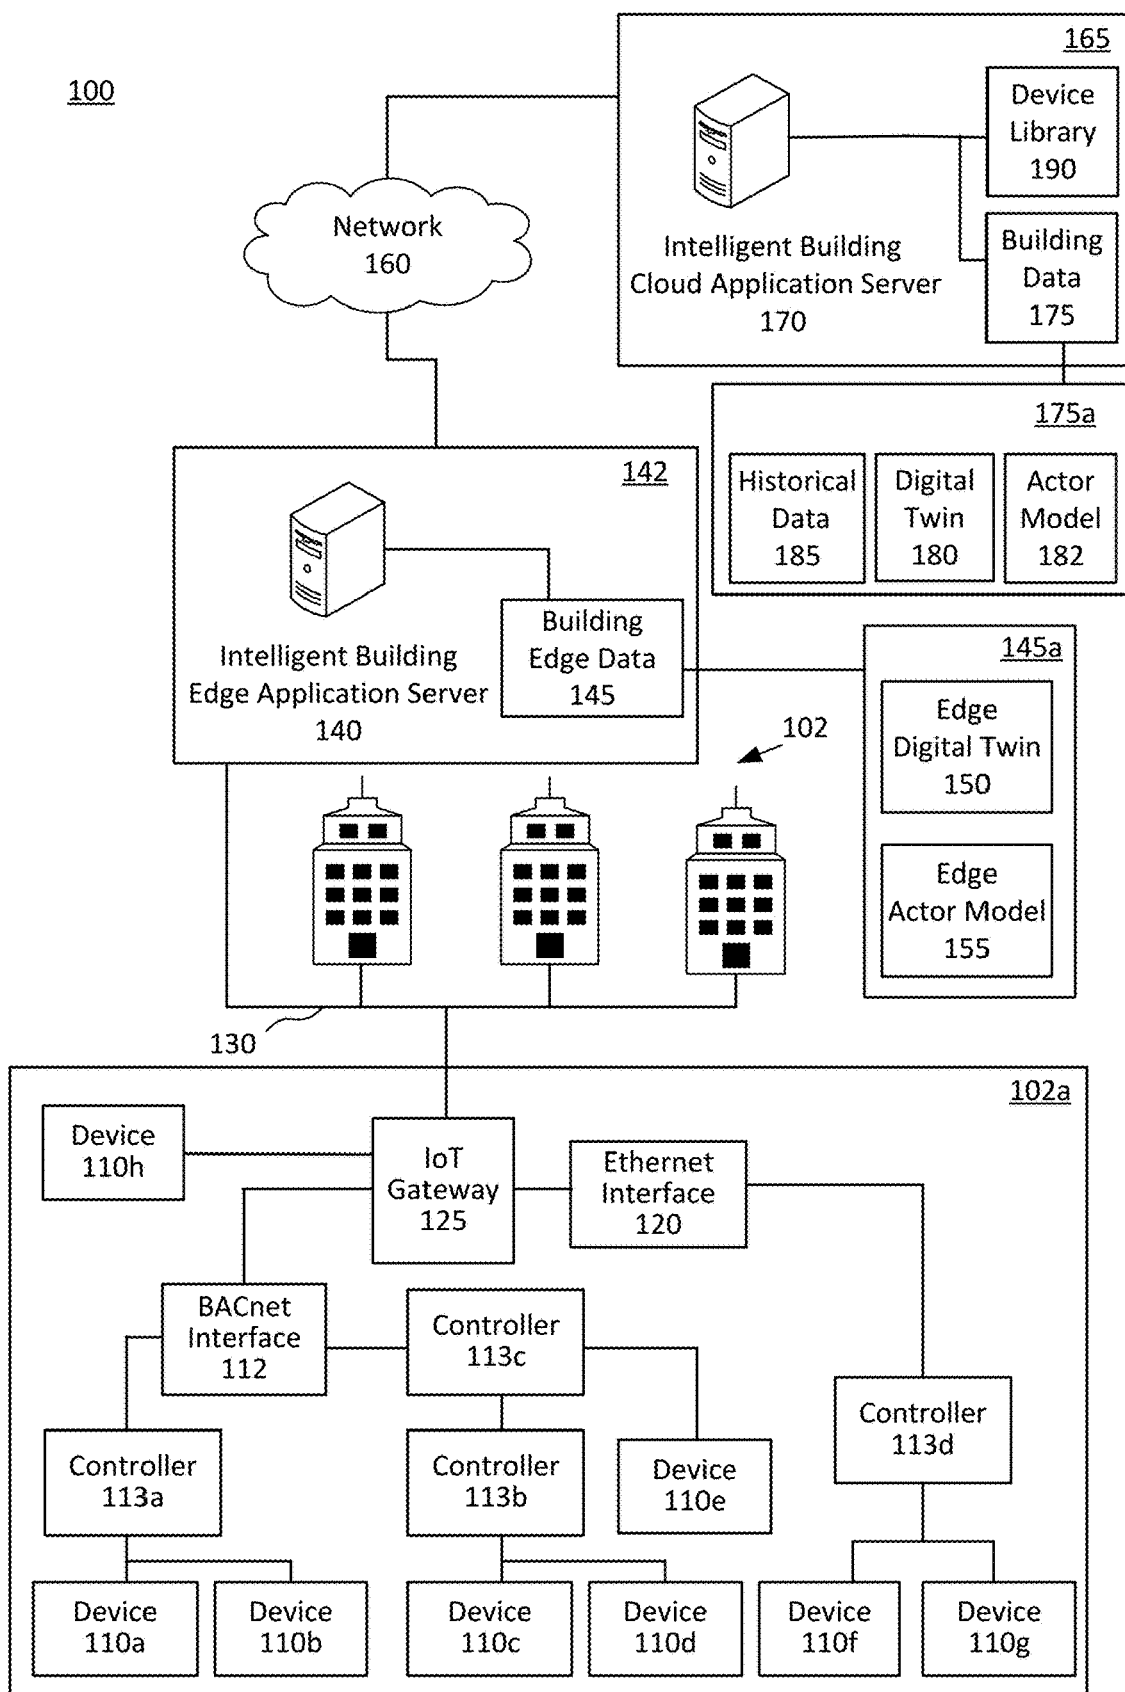 100
165
Device
Library
190
Network
160
Intelligent Building
Cloud Application Server
170
Building
Data
175
175a
Historical
Data
185
Digital
Twin
180
Actor
Model
182
142
Intelligent Building
Edge Application Server
140
Building
Edge Data
145
145a
Edge
Digital Twin
150
Edge
Actor Model
155
102
130
102a
Device
110h
IoT
Gateway
125
Ethernet
Interface
120
BACnet
Interface
112
Controller
113c
Controller
113d
Controller
113a
Controller
113b
Device
110e
Device
110a
Device
110b
Device
110c
Device
110d
Device
110f
Device
110g